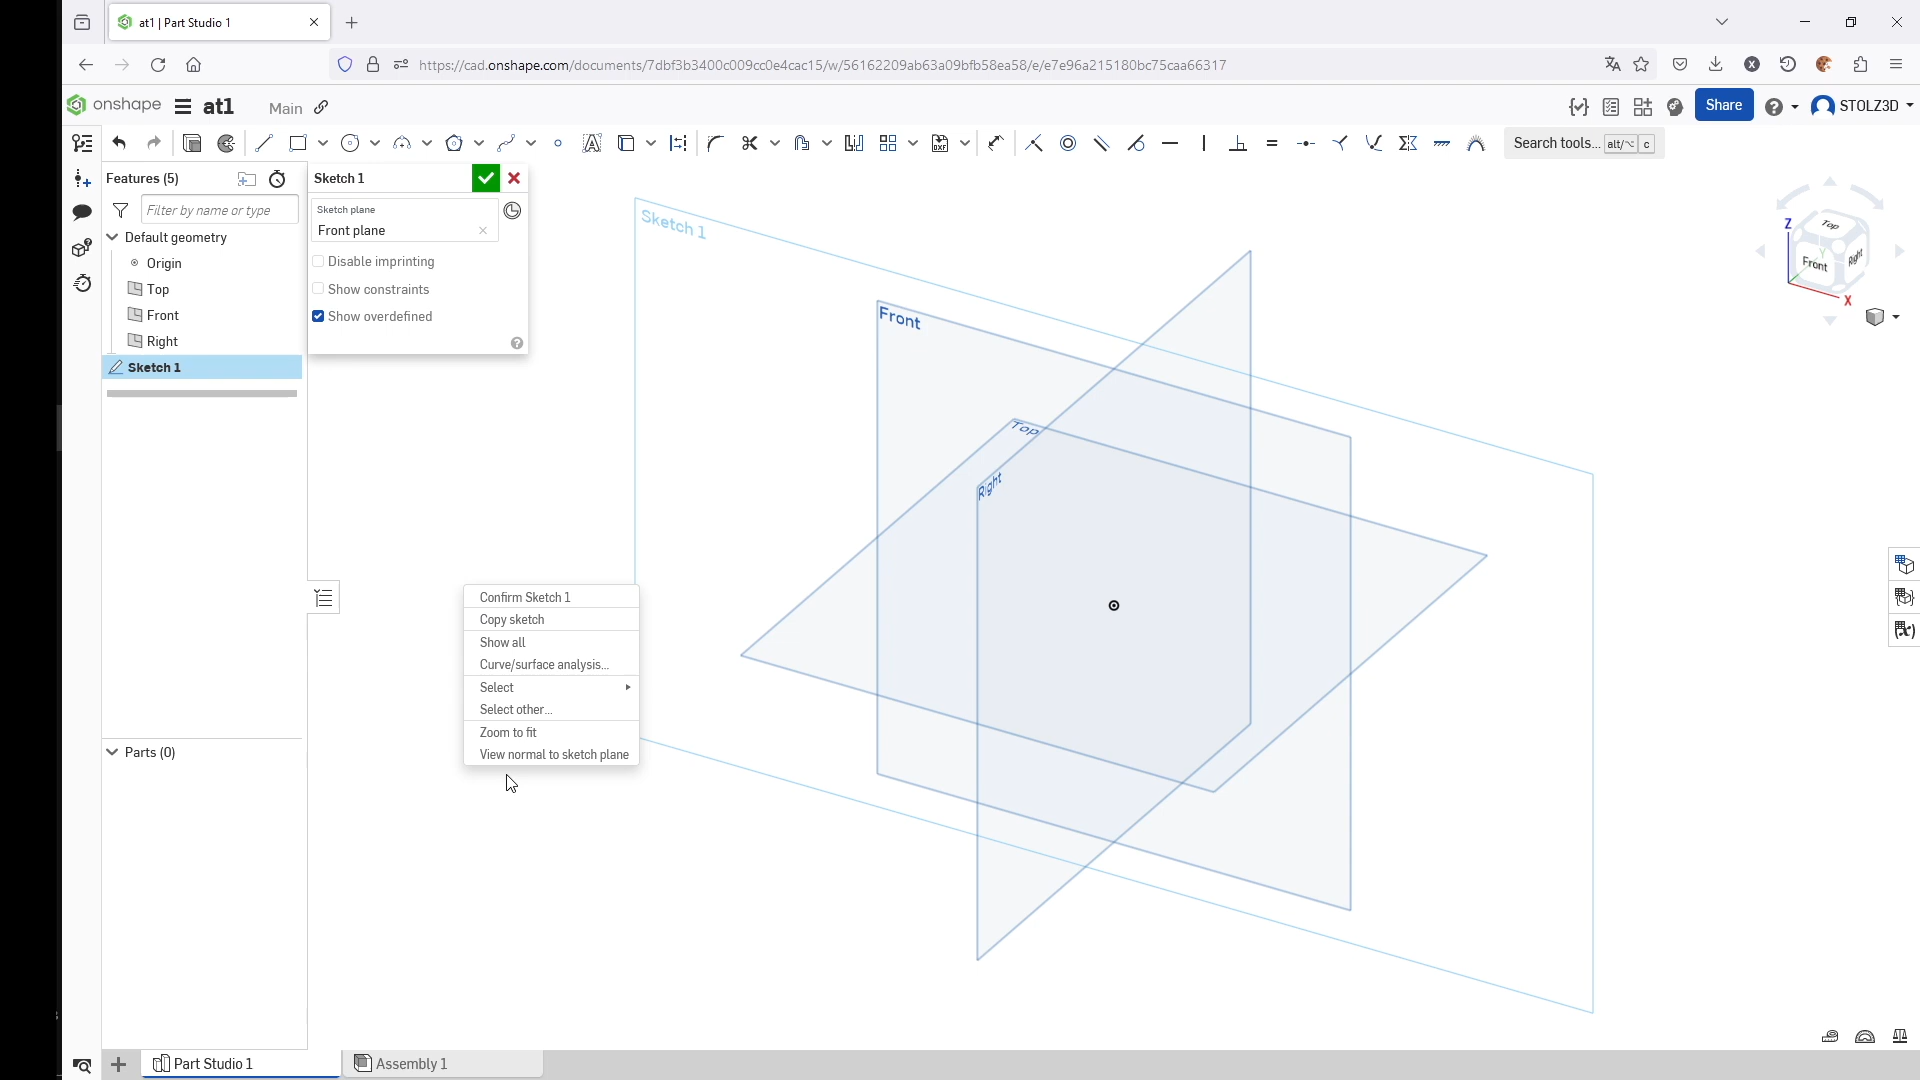 at1 | Part Studio 1
https://cad.onshape.com/documents/7dbf3b3400c009cc0e4cac15/w/56162209ab63a09bfb58ea58/e/e7e96a215180bc75caa66317
onshape
at1
Main
Share
STOLZ3D
Search tools... alt/⌥ c
Features (5)
Filter by name or type
Default geometry
Origin
Top
Front
Right
Sketch 1
Parts (0)
Sketch 1
Sketch plane
Front plane
Disable imprinting
Show constraints
Show overdefined
Sketch 1
Front
Top
Right
Confirm Sketch 1
Copy sketch
Show all
Curve/surface analysis...
Select
Select other...
Zoom to fit
View normal to sketch plane
Z
Top
Y
Front
Right
X
Part Studio 1
Assembly 1